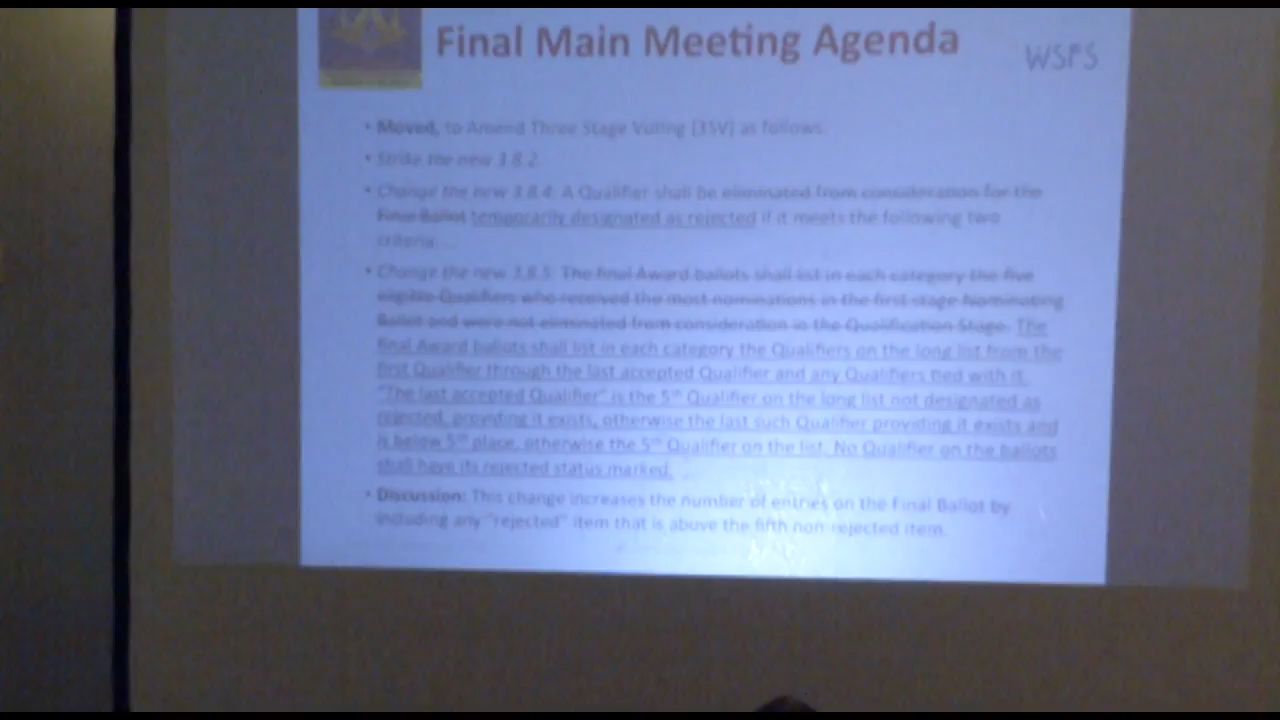 Final Main Meeting Agenda
WSFS
• Moved, to Amend Three Stage Voting (3SV) as follows:
• Strike the new 3.8.2.
• Change the new 3.8.4: A Qualifier shall be eliminated from consideration for the
Final Ballot temporarily designated as rejected if it meets the following two
criteria: ...
• Change the new 3.8.5: The final Award ballots shall list in each category the five
eligible Qualifiers who received the most nominations in the first stage Nominating
Ballot and were not eliminated from consideration in the Qualification Stage. The
final Award ballots shall list in each category the Qualifiers on the long list from the
first Qualifier through the last accepted Qualifier and any Qualifiers tied with it.
"The last accepted Qualifier" is the 5th Qualifier on the long list not designated as
rejected, providing it exists, otherwise the last such Qualifier providing it exists and
is below 5th place, otherwise the 5th Qualifier on the list. No Qualifier on the ballots
shall have its rejected status marked.
• Discussion: This change increases the number of entries on the Final Ballot by
including any "rejected" item that is above the fifth non-rejected item.